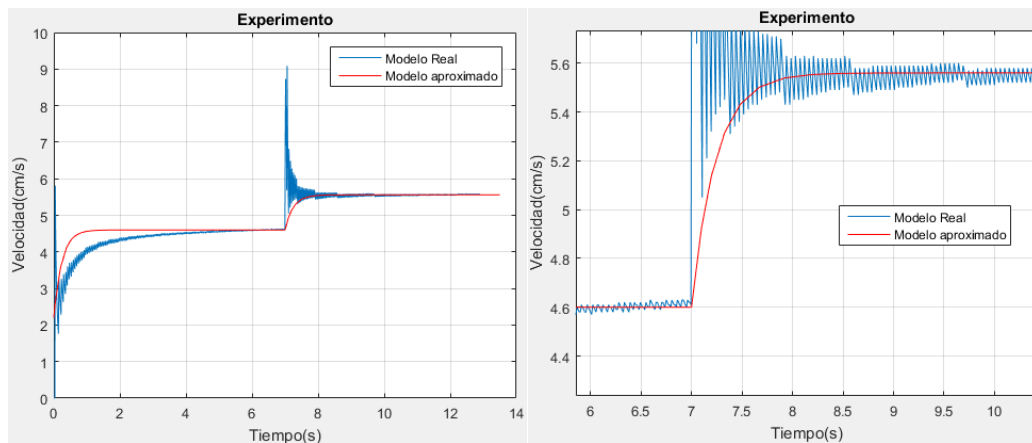 Experimento
Velocidad(cm/s)
10
9
8
7
6
5
4
3
2
1
0
Modelo Real
Modelo aproximado
0 2 4 6 8 10 12 14
Tiempo(s)
Experimento
Velocidad(cm/s)
5.6
5.4
5.2
5
4.8
4.6
4.4
Modelo Real
Modelo aproximado
6 6.5 7 7.5 8 8.5 9 9.5 10
Tiempo(s)